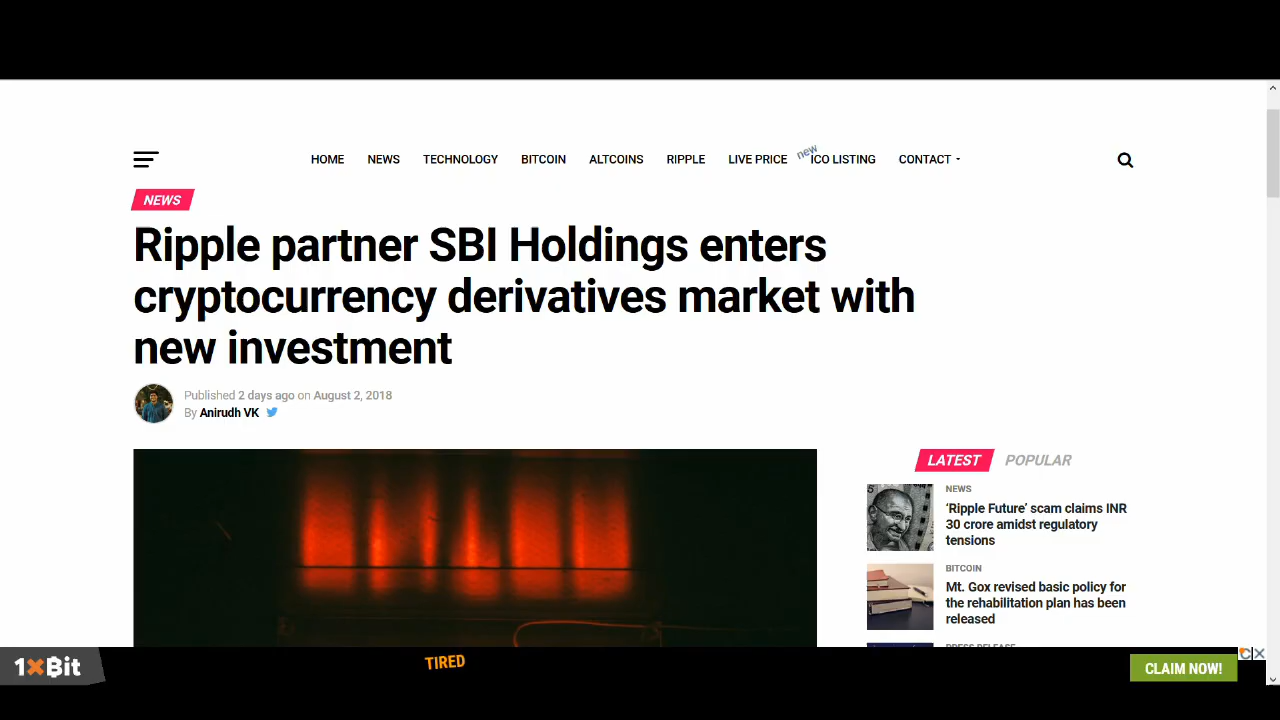 HOME NEWS TECHNOLOGY BITCOIN ALTCOINS RIPPLE LIVE PRICE new ICO LISTING CONTACT
NEWS
Ripple partner SBI Holdings enters
cryptocurrency derivatives market with
new investment
Published 2 days ago on August 2, 2018
By Anirudh VK
LATEST POPULAR
NEWS
‘Ripple Future’ scam claims INR
30 crore amidst regulatory
tensions
BITCOIN
Mt. Gox revised basic policy for
the rehabilitation plan has been
released
PRESS RELEASE
1xBit
TIRED
CLAIM NOW!